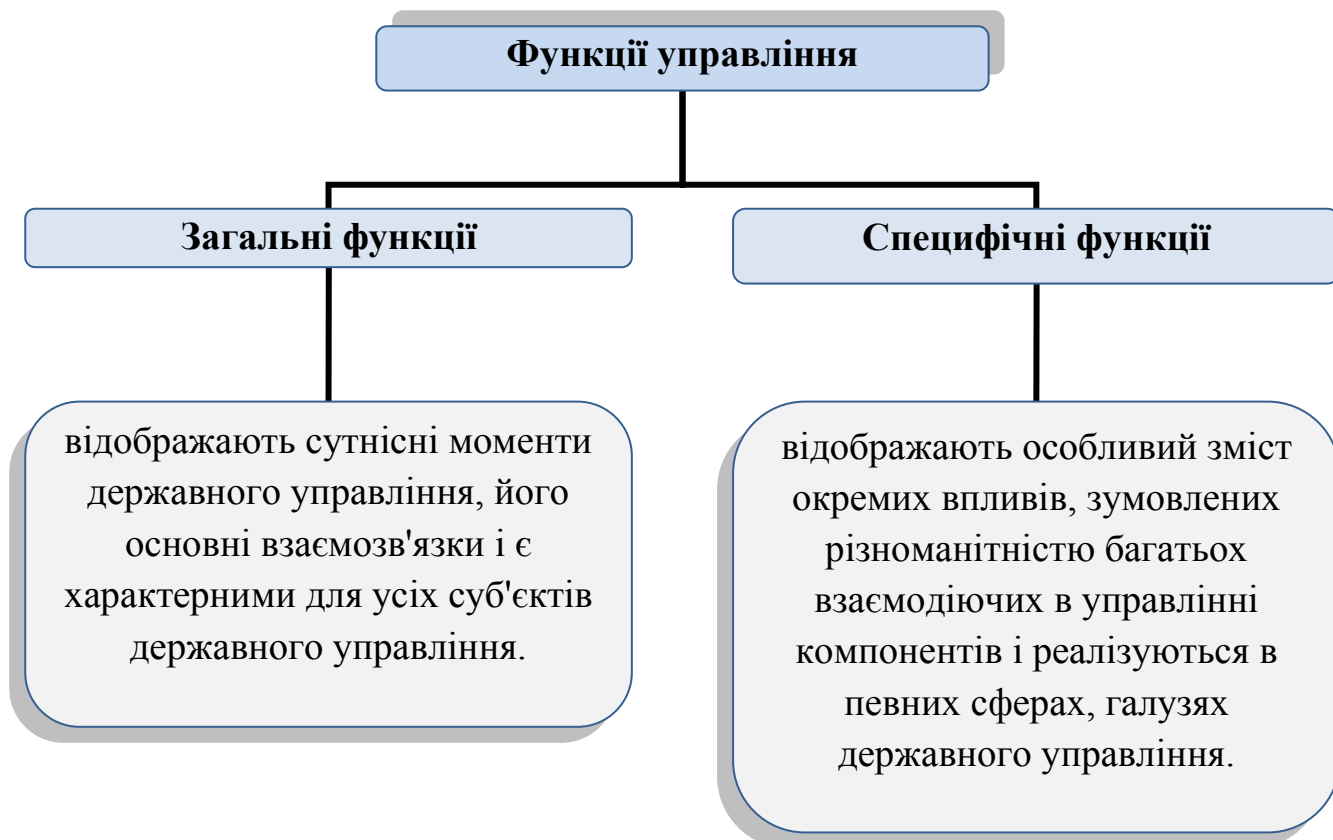 Функції управління
Загальні функції
Специфічні функції
відображають сутнісні моменти
державного управління, його
основні взаємозв'язки і є
характерними для усіх суб'єктів
державного управління.
відображають особливий зміст
окремих впливів, зумовлених
різноманітністю багатьох
взаємодіючих в управлінні
компонентів і реалізуються в
певних сферах, галузях
державного управління.